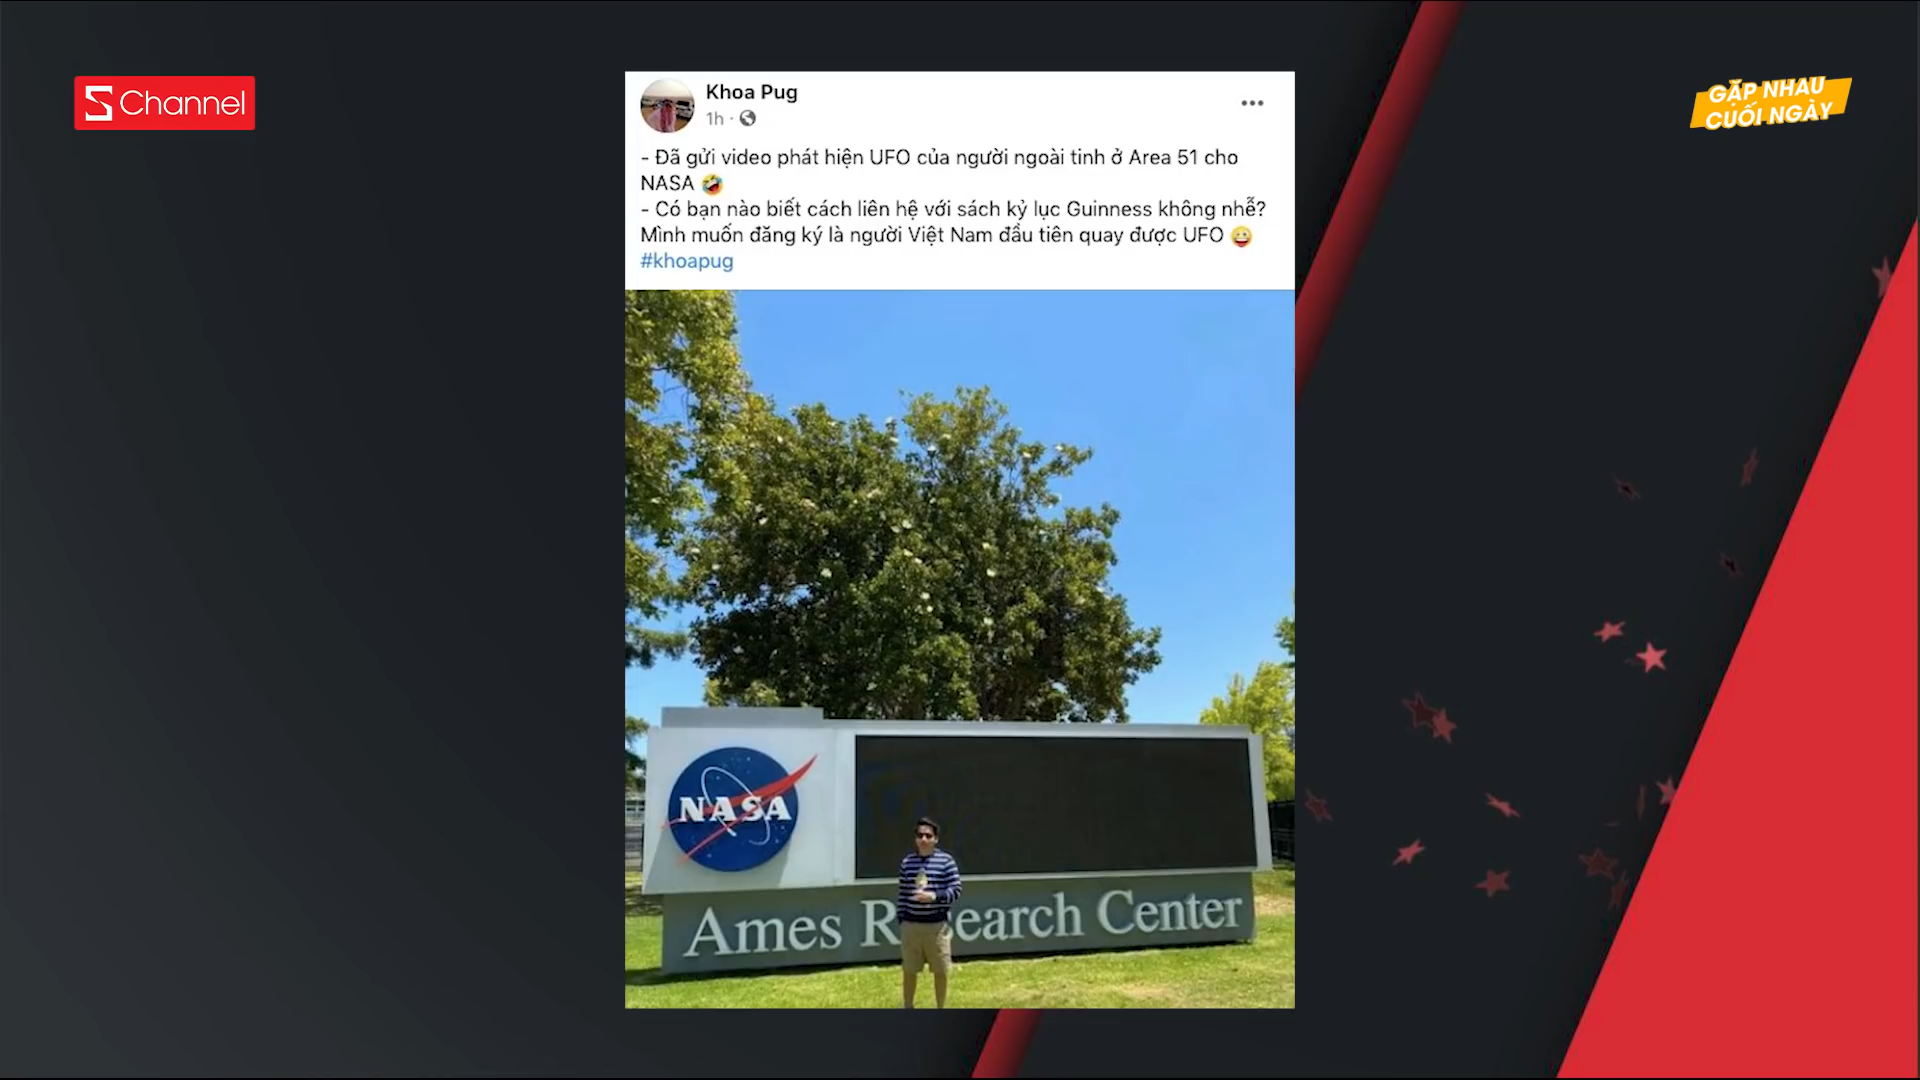 S Channel
GẶP NHAU
CUỐI NGÀY
Khoa Pug
1h ·
- Đã gửi video phát hiện UFO của người ngoài tinh ở Area 51 cho
NASA 🤣
- Có bạn nào biết cách liên hệ với sách kỷ lục Guinness không nhễ?
Mình muốn đăng ký là người Việt Nam đầu tiên quay được UFO 😀
#khoapug
NASA
Ames Research Center